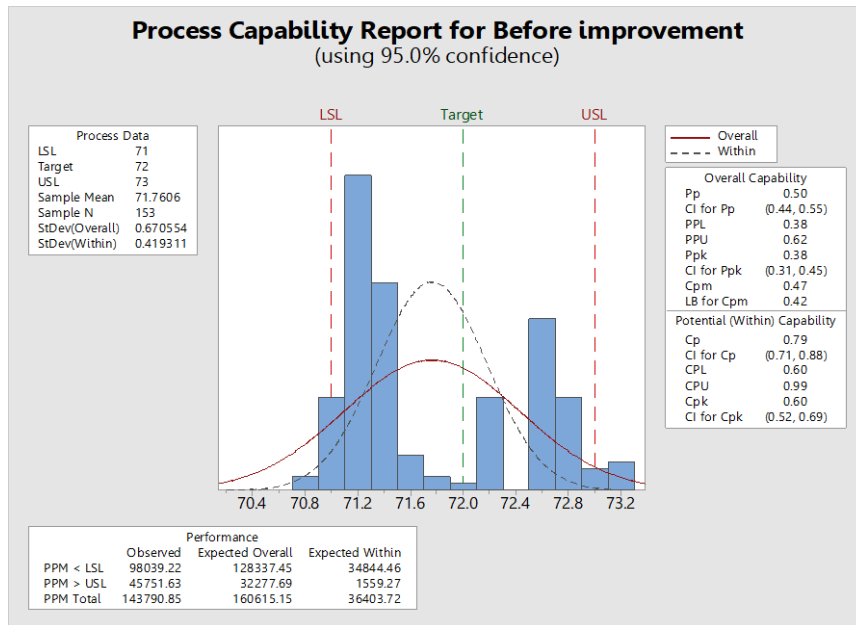 Process Capability Report for Before improvement
(using 95.0% confidence)
LSL Target USL
Process Data
LSL 71
Target 72
USL 73
Sample Mean 71.7606
Sample N 153
StDev(Overall) 0.670554
StDev(Within) 0.419311
Overall
Within
Overall Capability
Pp 0.50
CI for Pp (0.44, 0.55)
PPL 0.38
PPU 0.62
Ppk 0.38
CI for Ppk (0.31, 0.45)
Cpm 0.47
LB for Cpm 0.42
Potential (Within) Capability
Cp 0.79
CI for Cp (0.71, 0.88)
CPL 0.60
CPU 0.99
Cpk 0.60
CI for Cpk (0.52, 0.69)
70.4 70.8 71.2 71.6 72.0 72.4 72.8 73.2
Performance
Observed Expected Overall Expected Within
PPM < LSL 98039.22 128337.45 34844.46
PPM > USL 45751.63 32277.69 1559.27
PPM Total 143790.85 160615.15 36403.72